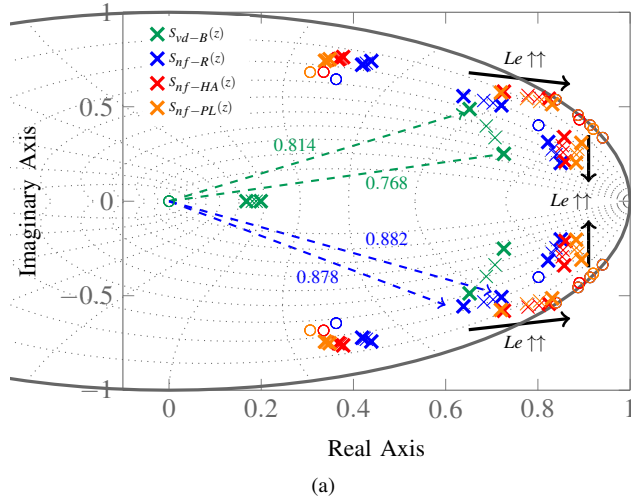 1
S_{vd-B}(z)
S_{nf-R}(z)
S_{nf-HA}(z)
S_{nf-PL}(z)
Le ↑↑
0.5
0.814
0.768
0
Le ↑↑
0.882
0.878
−0.5
Le ↑↑
−1
0 0.2 0.4 0.6 0.8 1
Imaginary Axis
Real Axis
(a)